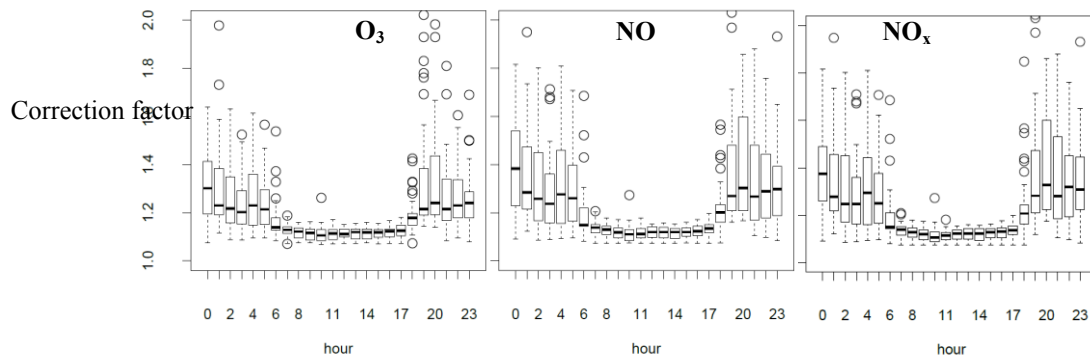 O₃ NO NOₓ
2.0
1.8
1.6
Correction factor
1.4
1.2
1.0
0 2 4 6 8 11 14 17 20 23 0 2 4 6 8 11 14 17 20 23 0 2 4 6 8 11 14 17 20 23
hour hour hour